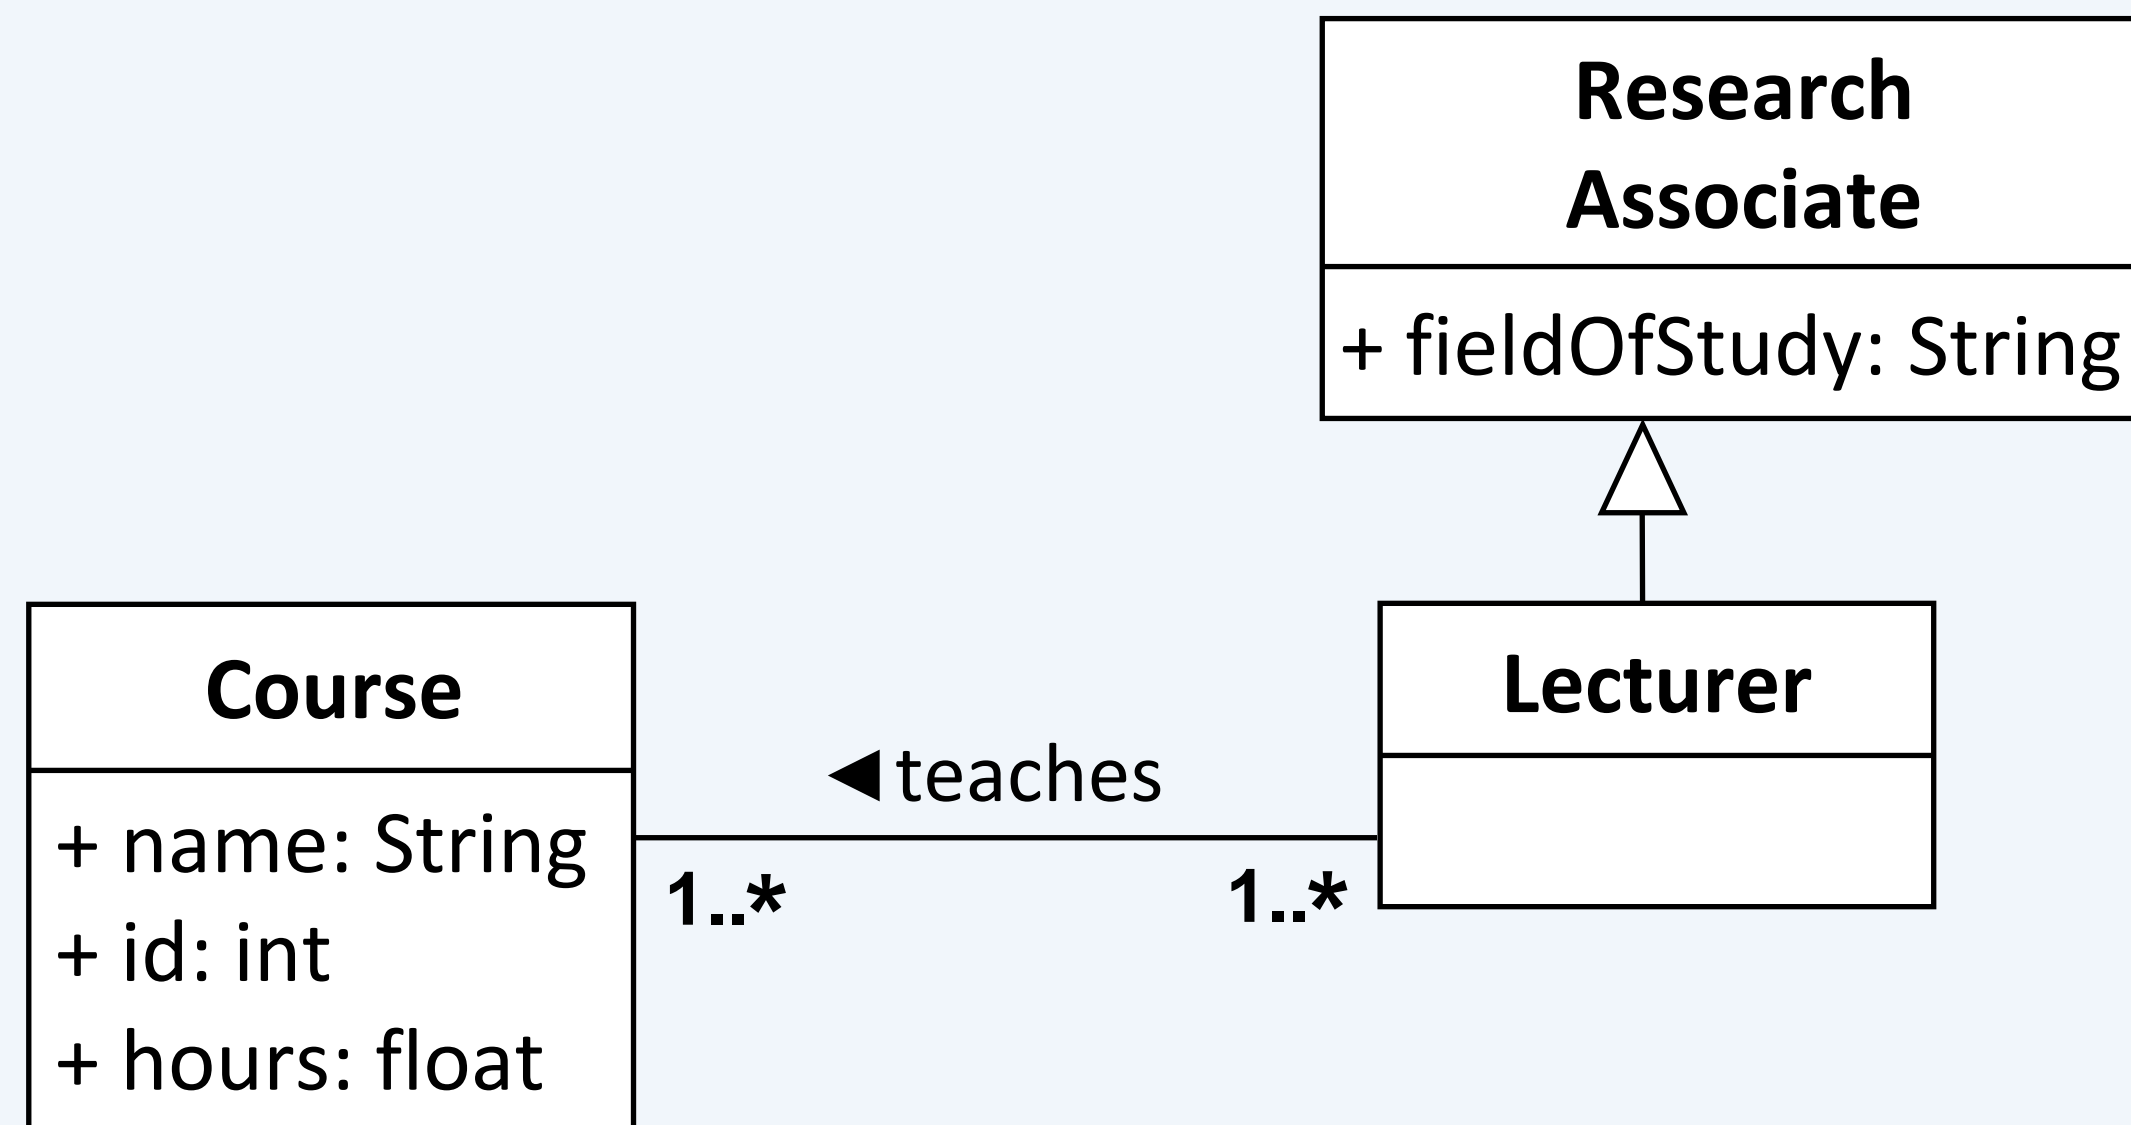 Research
Associate
+ fieldOfStudy: String
Course
+ name: String
+ id: int
+ hours: float
◀ teaches
1..*
1..*
Lecturer